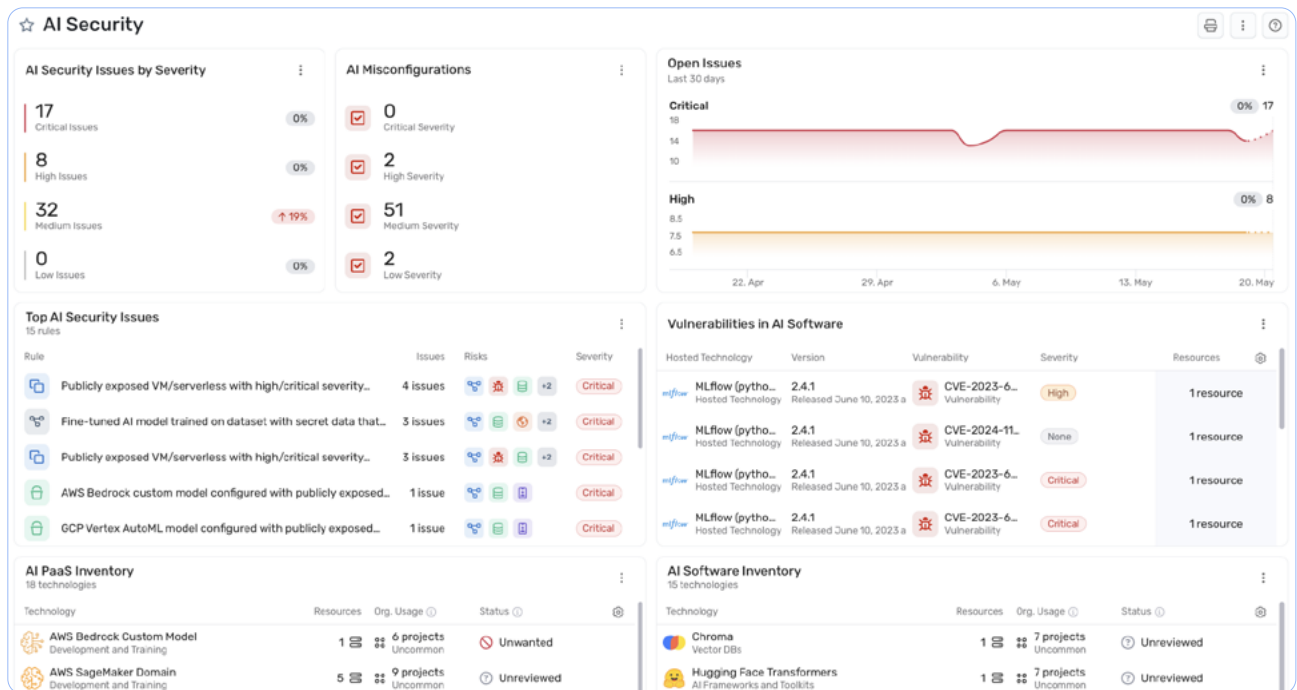 AI Security
AI Security Issues by Severity
17
Critical Issues
0%
8
High Issues
0%
32
Medium Issues
↑ 19%
0
Low Issues
0%
AI Misconfigurations
0
Critical Severity
2
High Severity
51
Medium Severity
2
Low Severity
Open Issues
Last 30 days
Critical
0% 17
18
14
10
High
0% 8
8.5
7.5
6.5
22. Apr 29. Apr 6. May 13. May 20. May
Top AI Security Issues
15 rules
Rule Issues Risks Severity
Publicly exposed VM/serverless with high/critical severity... 4 issues +2 Critical
Fine-tuned AI model trained on dataset with secret data that... 3 issues +2 Critical
Publicly exposed VM/serverless with high/critical severity... 3 issues +2 Critical
AWS Bedrock custom model configured with publicly exposed... 1 issue Critical
GCP Vertex AutoML model configured with publicly exposed... 1 issue Critical
Vulnerabilities in AI Software
Hosted Technology Version Vulnerability Severity Resources
mlflow MLflow (pytho... 2.4.1 CVE-2023-6... High 1 resource
Hosted Technology Released June 10, 2023 a Vulnerability
mlflow MLflow (pytho... 2.4.1 CVE-2024-11... None 1 resource
Hosted Technology Released June 10, 2023 a Vulnerability
mlflow MLflow (pytho... 2.4.1 CVE-2023-6... Critical 1 resource
Hosted Technology Released June 10, 2023 a Vulnerability
mlflow MLflow (pytho... 2.4.1 CVE-2023-6... Critical 1 resource
Hosted Technology Released June 10, 2023 a Vulnerability
AI PaaS Inventory
18 technologies
Technology Resources Org. Usage Status
AWS Bedrock Custom Model 1 6 projects Unwanted
Development and Training Uncommon
AWS SageMaker Domain 5 9 projects Unreviewed
Development and Training Uncommon
AI Software Inventory
15 technologies
Technology Resources Org. Usage Status
Chroma 1 7 projects Unreviewed
Vector DBs Uncommon
Hugging Face Transformers 1 7 projects Unreviewed
AI Frameworks and Toolkits Uncommon